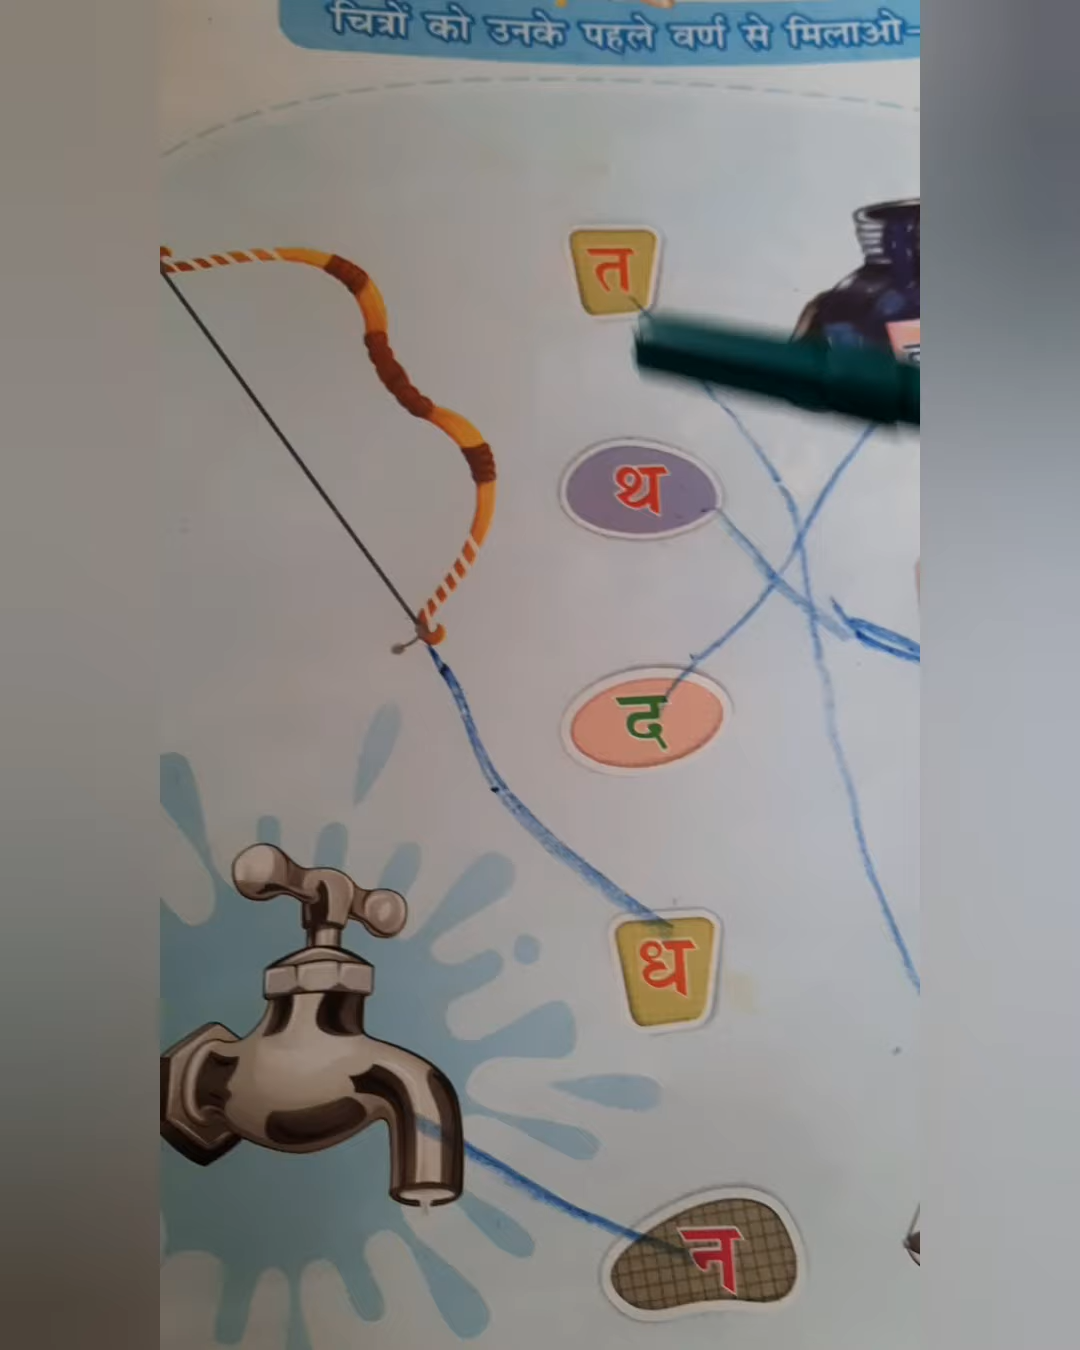 चित्रों को उनके पहले वर्ण से मिलाओ-
त
थ
द
ध
न